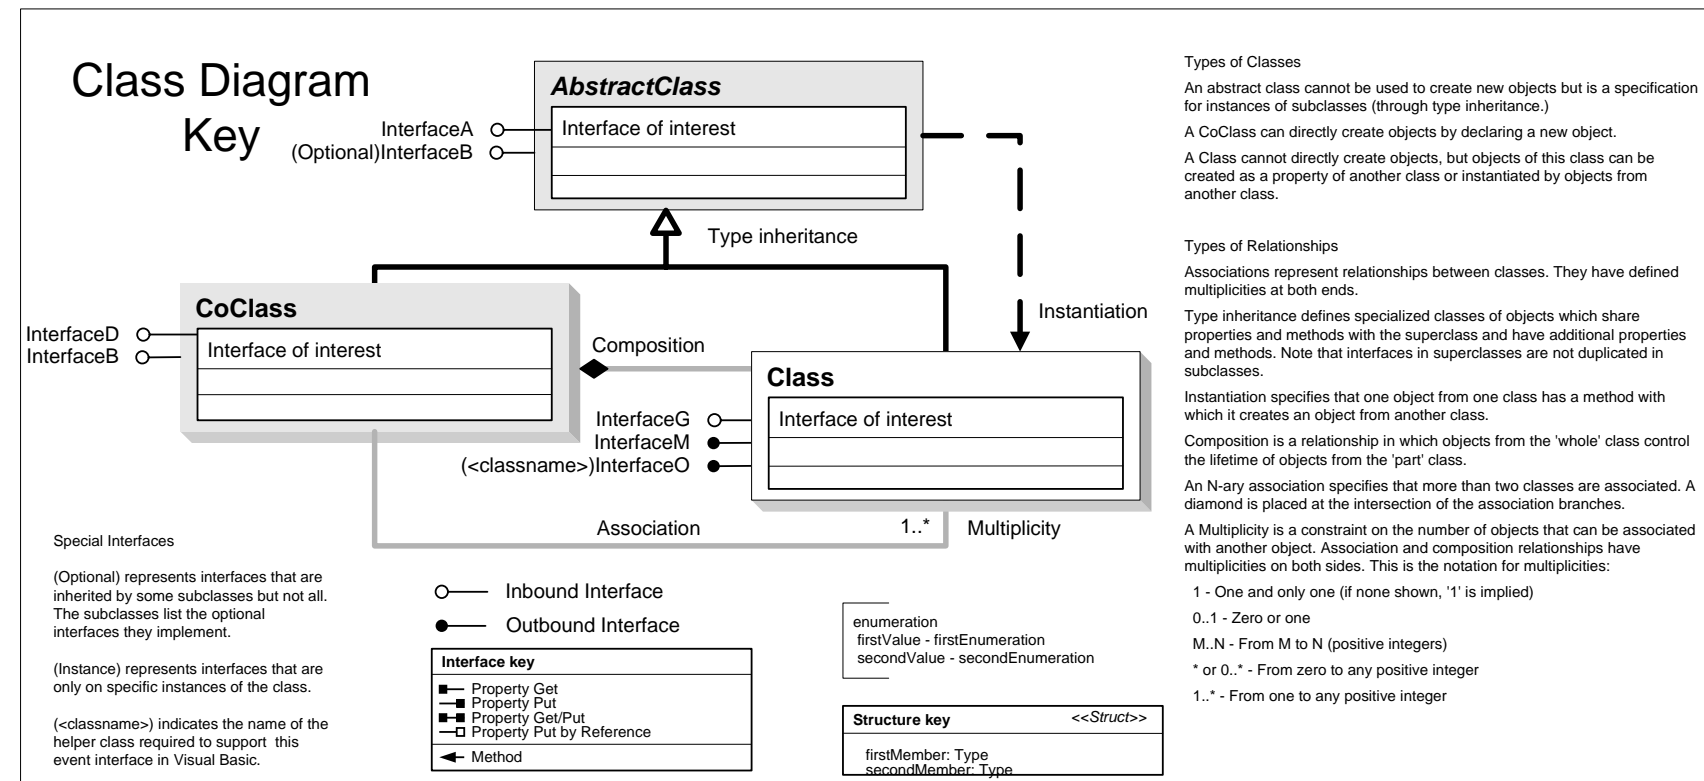 Class Diagram
Key
AbstractClass
Interface of interest
InterfaceA
(Optional)InterfaceB
Type inheritance
Instantiation
CoClass
Interface of interest
InterfaceD
InterfaceB
Composition
Class
Interface of interest
InterfaceG
InterfaceM
(<classname>)InterfaceO
Association
1..*
Multiplicity
Special Interfaces
(Optional) represents interfaces that are
inherited by some subclasses but not all.
The subclasses list the optional
interfaces they implement.
(Instance) represents interfaces that are
only on specific instances of the class.
(<classname>) indicates the name of the
helper class required to support  this
event interface in Visual Basic.
Inbound Interface
Outbound Interface
Interface key
Property Get
Property Put
Property Get/Put
Property Put by Reference
Method
enumeration
firstValue - firstEnumeration
secondValue - secondEnumeration
Structure key <<Struct>>
firstMember: Type
secondMember: Type
Types of Classes
An abstract class cannot be used to create new objects but is a specification
for instances of subclasses (through type inheritance.)
A CoClass can directly create objects by declaring a new object.
A Class cannot directly create objects, but objects of this class can be
created as a property of another class or instantiated by objects from
another class.
Types of Relationships
Associations represent relationships between classes. They have defined
multiplicities at both ends.
Type inheritance defines specialized classes of objects which share
properties and methods with the superclass and have additional properties
and methods. Note that interfaces in superclasses are not duplicated in
subclasses.
Instantiation specifies that one object from one class has a method with
which it creates an object from another class.
Composition is a relationship in which objects from the 'whole' class control
the lifetime of objects from the 'part' class.
An N-ary association specifies that more than two classes are associated. A
diamond is placed at the intersection of the association branches.
A Multiplicity is a constraint on the number of objects that can be associated
with another object. Association and composition relationships have
multiplicities on both sides. This is the notation for multiplicities:
1 - One and only one (if none shown, '1' is implied)
0..1 - Zero or one
M..N - From M to N (positive integers)
* or 0..* - From zero to any positive integer
1..* - From one to any positive integer